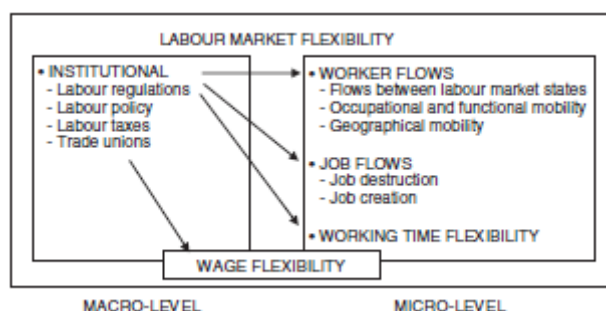 LABOUR MARKET FLEXIBILITY
• INSTITUTIONAL
- Labour regulations
- Labour policy
- Labour taxes
- Trade unions
• WORKER FLOWS
- Flows between labour market states
- Occupational and functional mobility
- Geographical mobility
• JOB FLOWS
- Job destruction
- Job creation
• WORKING TIME FLEXIBILITY
WAGE FLEXIBILITY
MACRO-LEVEL
MICRO-LEVEL